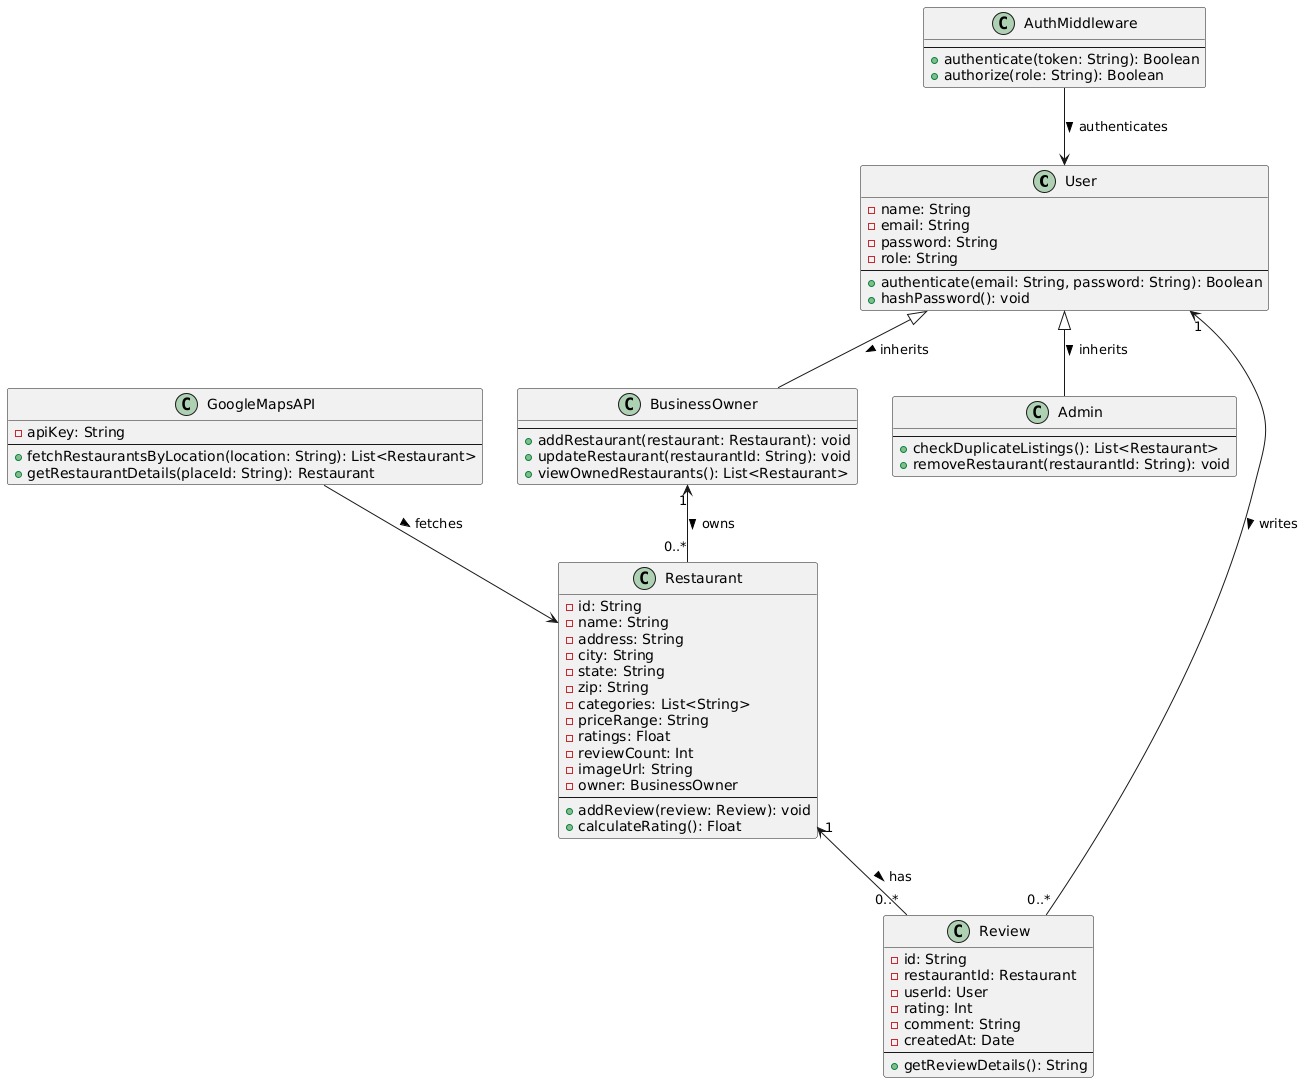 C AuthMiddleware
authenticate(token: String): Boolean
authorize(role: String): Boolean
authenticates
C User
name: String
email: String
password: String
role: String
authenticate(email: String, password: String): Boolean
hashPassword(): void
1
inherits
inherits
C GoogleMapsAPI
apiKey: String
fetchRestaurantsByLocation(location: String): List<Restaurant>
getRestaurantDetails(placeId: String): Restaurant
C BusinessOwner
addRestaurant(restaurant: Restaurant): void
updateRestaurant(restaurantId: String): void
viewOwnedRestaurants(): List<Restaurant>
C Admin
checkDuplicateListings(): List<Restaurant>
removeRestaurant(restaurantId: String): void
1
fetches
owns
writes
0..*
C Restaurant
id: String
name: String
address: String
city: String
state: String
zip: String
categories: List<String>
priceRange: String
ratings: Float
reviewCount: Int
imageUrl: String
owner: BusinessOwner
addReview(review: Review): void
calculateRating(): Float
1
has
0..*
0..*
C Review
id: String
restaurantId: Restaurant
userId: User
rating: Int
comment: String
createdAt: Date
getReviewDetails(): String